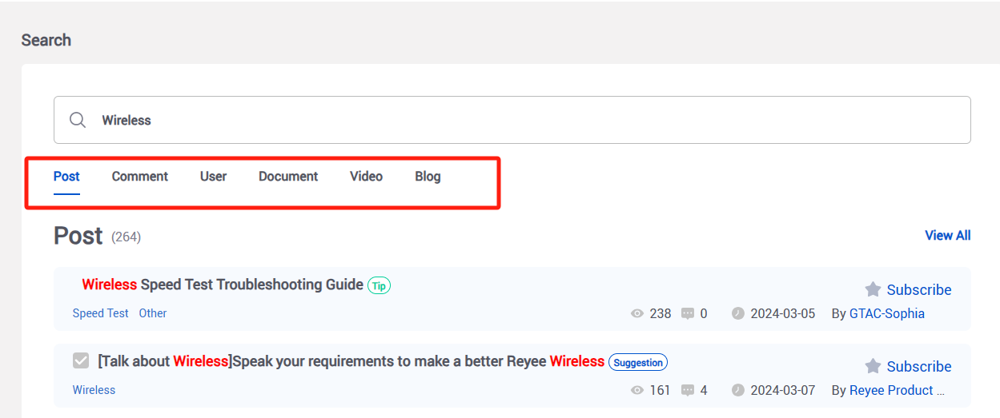 Search
Wireless
Post Comment User Document Video Blog
Post (264) View All
Wireless Speed Test Troubleshooting Guide Tip
Subscribe
Speed Test Other 238 0 2024-03-05 By GTAC-Sophia
[Talk about Wireless]Speak your requirements to make a better Reyee Wireless Suggestion
Subscribe
Wireless 161 4 2024-03-07 By Reyee Product ...